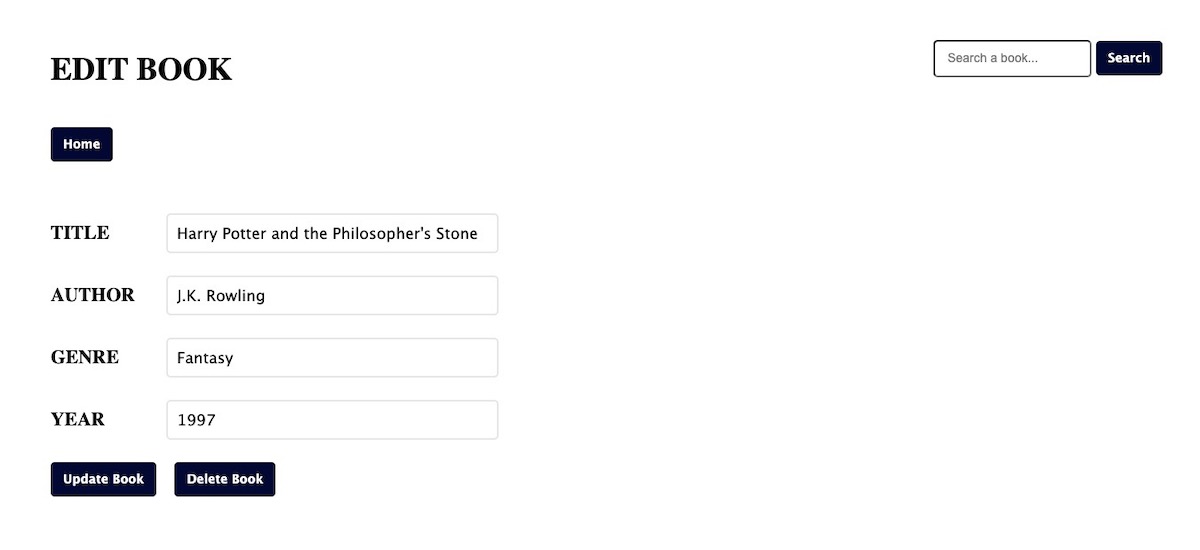 EDIT BOOK
Search a book...
Search
Home
TITLE
Harry Potter and the Philosopher's Stone
AUTHOR
J.K. Rowling
GENRE
Fantasy
YEAR
1997
Update Book
Delete Book